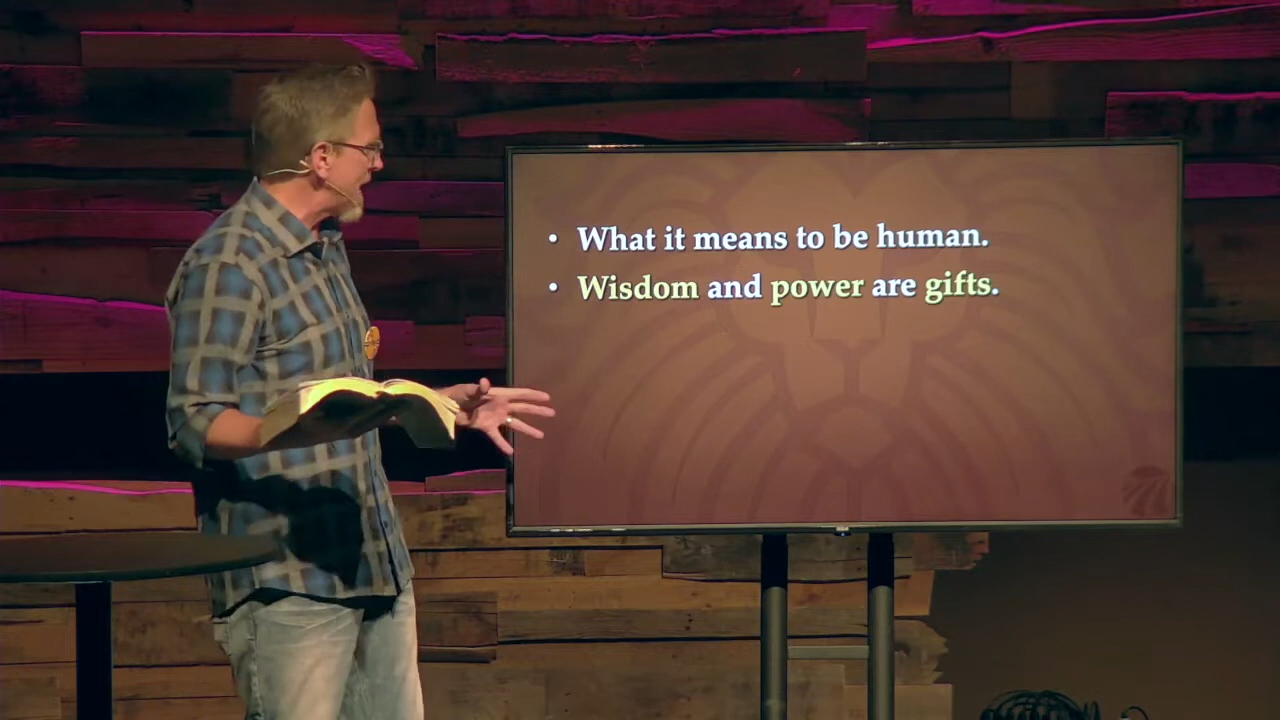 • What it means to be human.
• Wisdom and power are gifts.